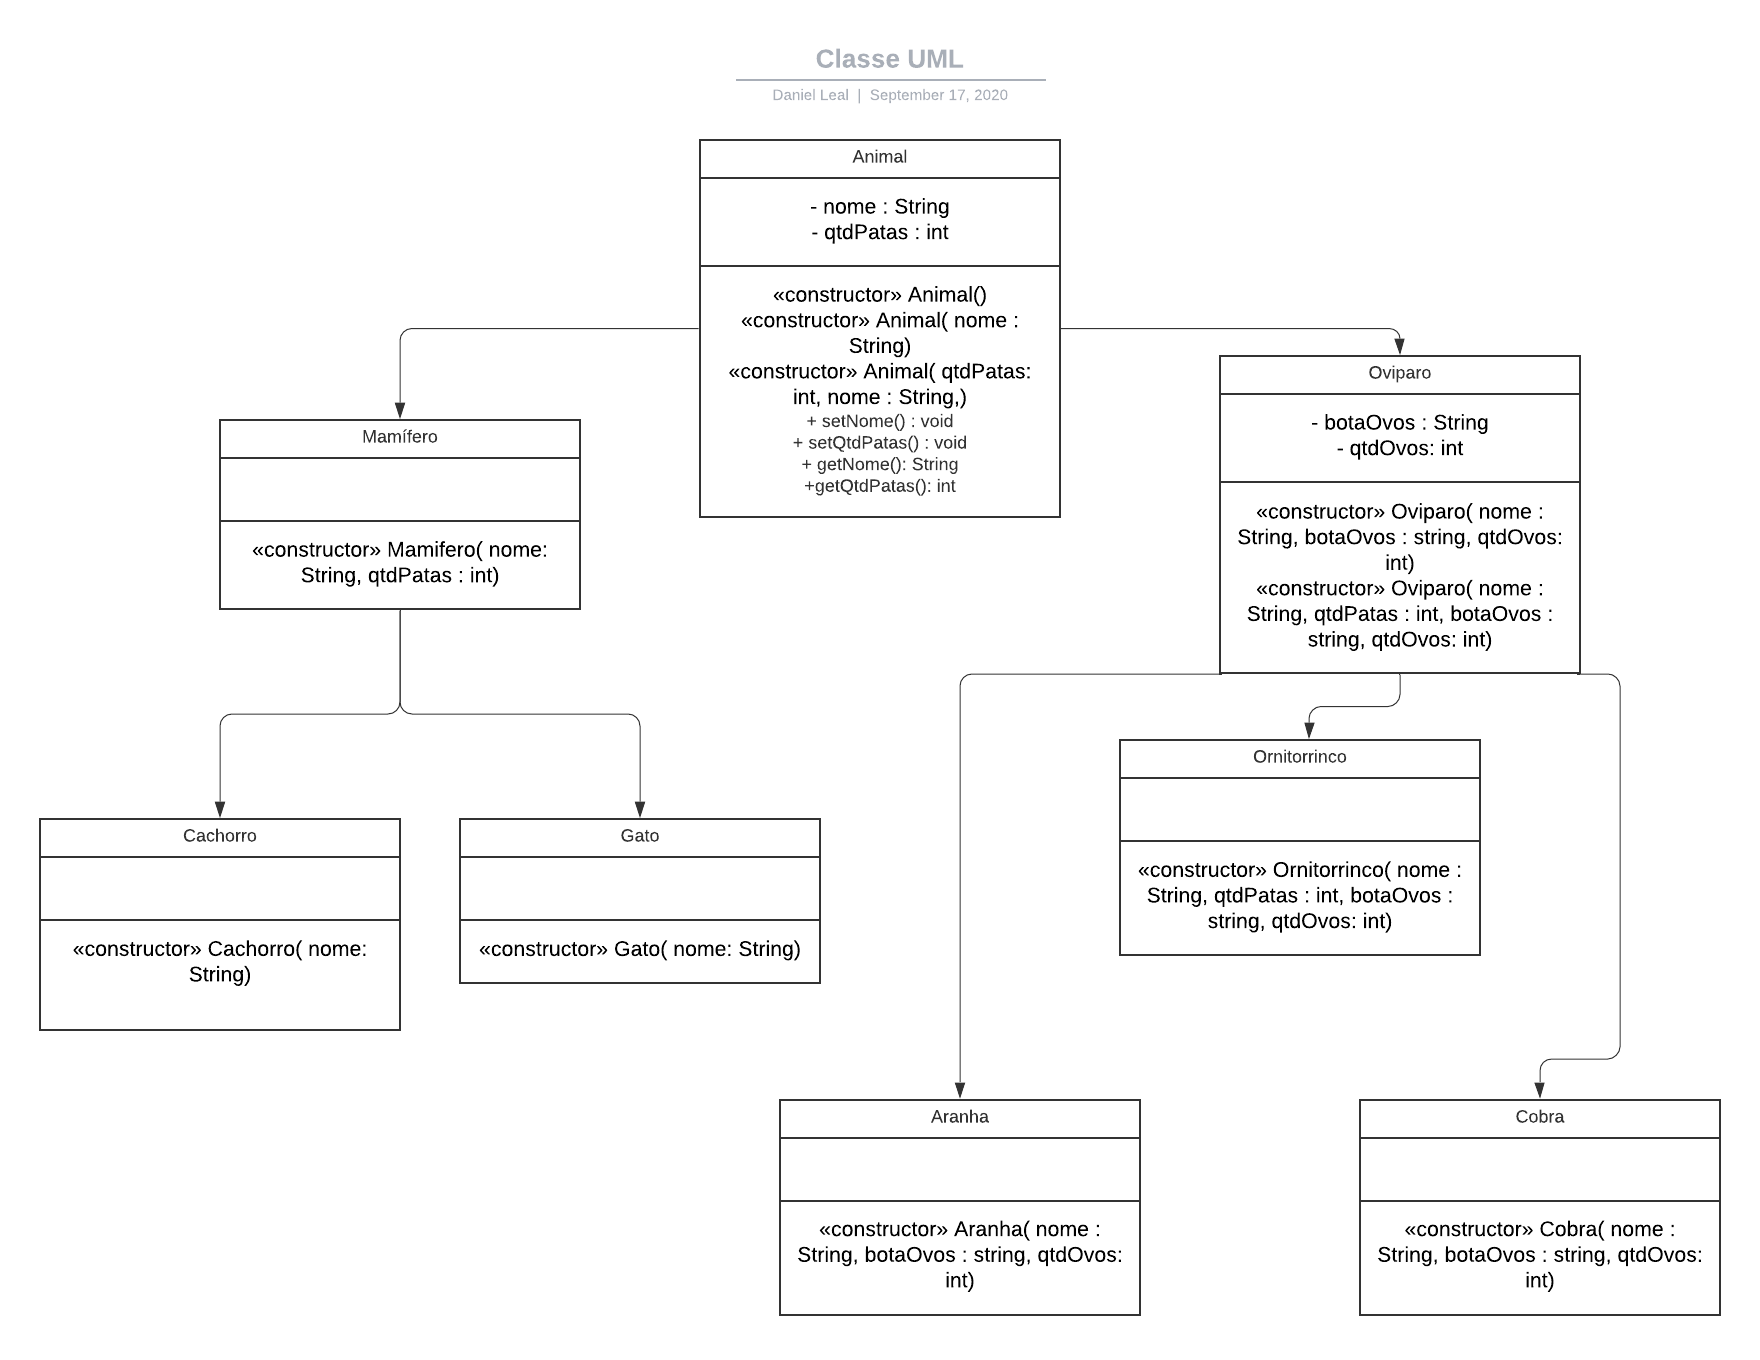 Classe UML
Daniel Leal | September 17, 2020
Animal
- nome : String
- qtdPatas : int
«constructor» Animal()
«constructor» Animal( nome :
String)
«constructor» Animal( qtdPatas:
int, nome : String,)
+ setNome() : void
+ setQtdPatas() : void
+ getNome(): String
+getQtdPatas(): int
Mamífero
«constructor» Mamifero( nome:
String, qtdPatas : int)
Oviparo
- botaOvos : String
- qtdOvos: int
«constructor» Oviparo( nome :
String, botaOvos : string, qtdOvos:
int)
«constructor» Oviparo( nome :
String, qtdPatas : int, botaOvos :
string, qtdOvos: int)
Cachorro
«constructor» Cachorro( nome:
String)
Gato
«constructor» Gato( nome: String)
Ornitorrinco
«constructor» Ornitorrinco( nome :
String, qtdPatas : int, botaOvos :
string, qtdOvos: int)
Aranha
«constructor» Aranha( nome :
String, botaOvos : string, qtdOvos:
int)
Cobra
«constructor» Cobra( nome :
String, botaOvos : string, qtdOvos:
int)